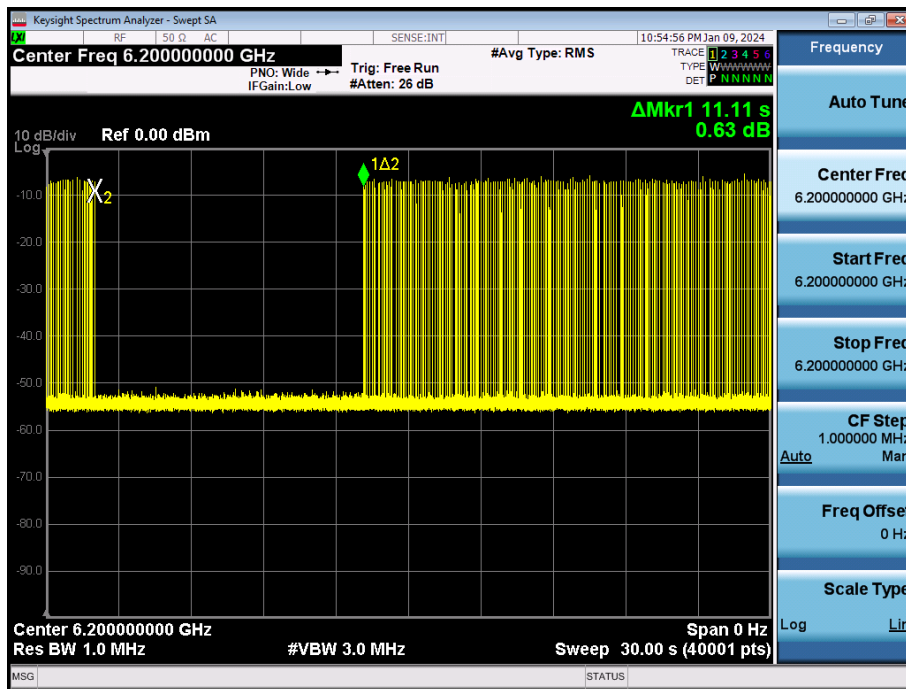 Keysight Spectrum Analyzer - Swept SA
LXI RF 50 Ω AC SENSE:INT 10:54:56 PM Jan 09, 2024
Center Freq 6.200000000 GHz
PNO: Wide
IFGain:Low
Trig: Free Run
#Atten: 26 dB
#Avg Type: RMS
TRACE 1 2 3 4 5 6
TYPE WWWWWW
DET P N N N N N
ΔMkr1 11.11 s
0.63 dB
10 dB/div Ref 0.00 dBm
Log
1Δ2
X2
-10.0
-20.0
-30.0
-40.0
-50.0
-60.0
-70.0
-80.0
-90.0
Center 6.200000000 GHz Span 0 Hz
Res BW 1.0 MHz #VBW 3.0 MHz Sweep 30.00 s (40001 pts)
MSG STATUS
Frequency
Auto Tune
Center Freq
6.200000000 GHz
Start Freq
6.200000000 GHz
Stop Freq
6.200000000 GHz
CF Step
1.000000 MHz
Auto Man
Freq Offset
0 Hz
Scale Type
Log Lin